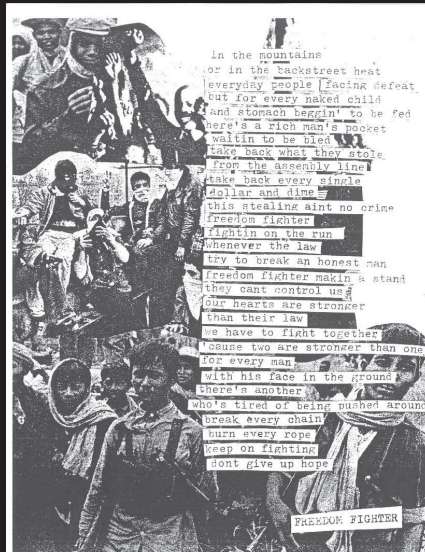 in the mountains
or in the backstreet heat
everyday people facing defeat
but for every naked child
and stomach beggin' to be fed
here's a rich man's pocket
waitin to be bled
take back what they stole
from the assembly line
take back every single
dollar and dime
this stealing aint no crime
freedom fighter
fightin on the run
whenever the law
try to break an honest man
freedom fighter makin a stand
they cant control us
our hearts are stronger
than their law
we have to fight together
'cause two are stronger than one
for every man
with his face in the ground
there's another
who's tired of being pushed around
break every chain
burn every rope
keep on fighting
dont give up hope
FREEDOM FIGHTER